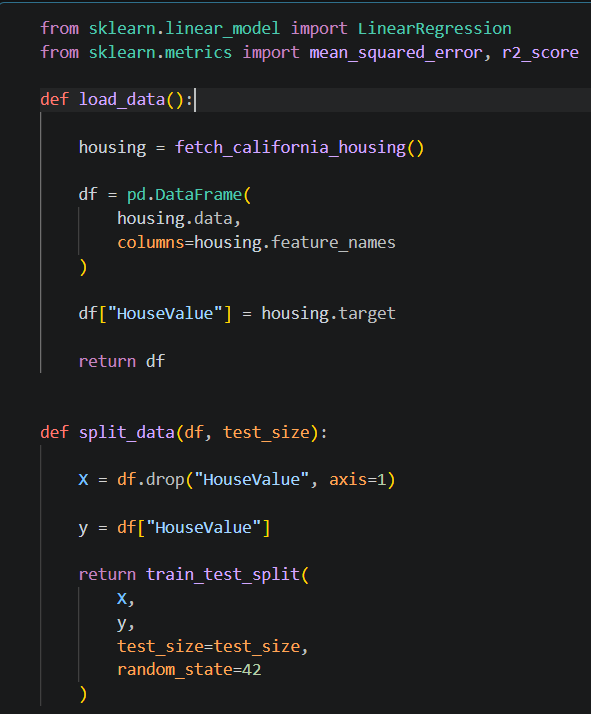 from sklearn.linear_model import LinearRegression
from sklearn.metrics import mean_squared_error, r2_score
def load_data():
housing = fetch_california_housing()
df = pd.DataFrame(
housing.data,
columns=housing.feature_names
)
df["HouseValue"] = housing.target
return df
def split_data(df, test_size):
X = df.drop("HouseValue", axis=1)
y = df["HouseValue"]
return train_test_split(
X,
y,
test_size=test_size,
random_state=42
)